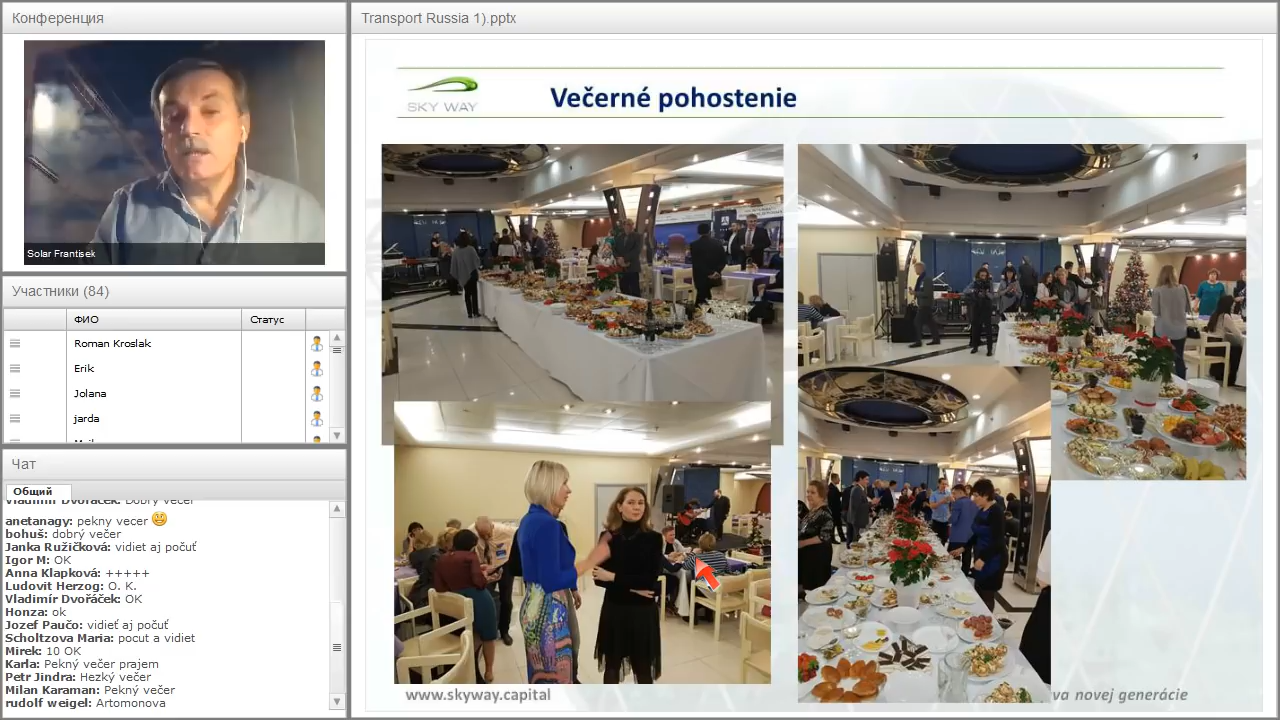 Конференция
Solar Frantisek
Участники (84)
ФИО
Статус
Roman Kroslak
Erik
Jolana
jarda
Чат
Общий
Vladimír Dvořáček: Dobrý večer
anetanagy: pekny vecer
bohuš: dobrý večer
Janka Ružičková: vidiet aj počuť
Igor M: OK
Anna Klapková: +++++
Ludovit Herzog: O. K.
Vladimír Dvořáček: OK
Honza: ok
Jozef Paučo: vidieť aj počuť
Scholtzova Maria: pocut a vidiet
Mirek: 10 OK
Karla: Pekný večer prajem
Petr Jindra: Hezký večer
Milan Karaman: Pekný večer
rudolf weigel: Artomonova
Transport Russia 1).pptx
SKY WAY
Večerné pohostenie
www.skyway.capital
va novej generácie